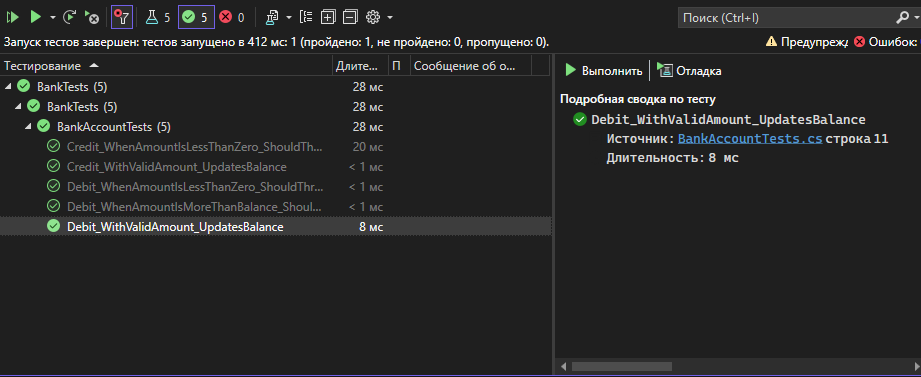 7 5 5 0 Поиск (Ctrl+I)
Запуск тестов завершен: тестов запущено в 412 мс: 1 (пройдено: 1, не пройдено: 0, пропущено: 0). Предупрежд Ошибок:
Тестирование Длите... П Сообщение об о...
BankTests (5) 28 мс
BankTests (5) 28 мс
BankAccountTests (5) 28 мс
Credit_WhenAmountIsLessThanZero_ShouldTh... 20 мс
Credit_WithValidAmount_UpdatesBalance < 1 мс
Debit_WhenAmountIsLessThanZero_ShouldThr... < 1 мс
Debit_WhenAmountIsMoreThanBalance_Shoul... < 1 мс
Debit_WithValidAmount_UpdatesBalance 8 мс
Выполнить Отладка
Подробная сводка по тесту
Debit_WithValidAmount_UpdatesBalance
Источник: BankAccountTests.cs строка 11
Длительность: 8 мс